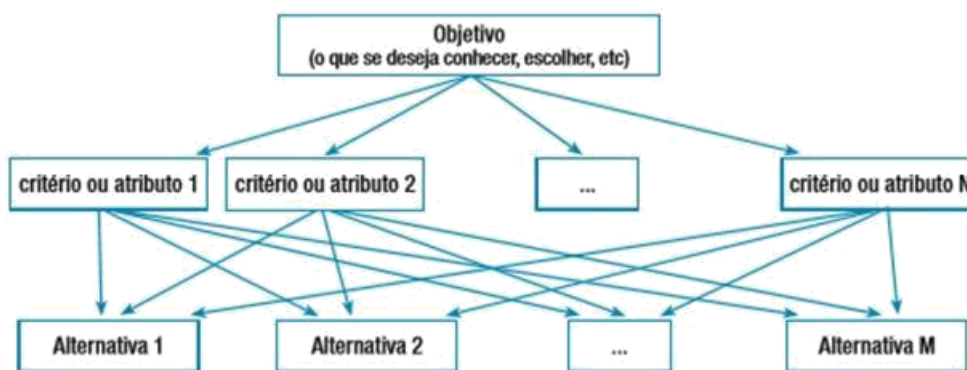 Objetivo
(o que se deseja conhecer, escolher, etc)
critério ou atributo 1
critério ou atributo 2
...
critério ou atributo N
Alternativa 1
Alternativa 2
...
Alternativa M